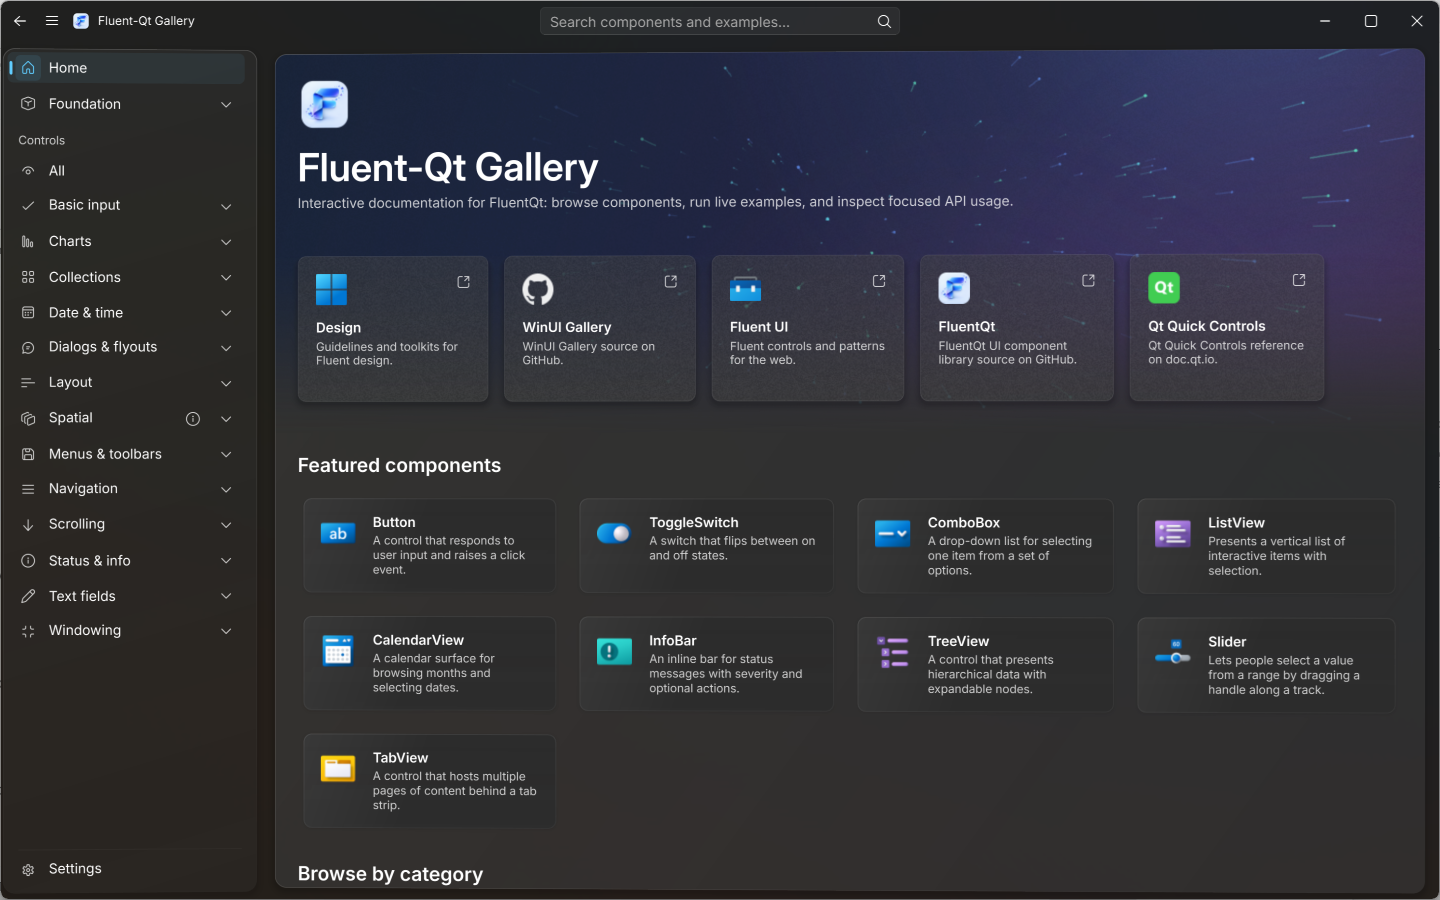 Fluent-Qt Gallery
Search components and examples...
Home
Foundation
Controls
All
Basic input
Charts
Collections
Date & time
Dialogs & flyouts
Layout
Spatial
Menus & toolbars
Navigation
Scrolling
Status & info
Text fields
Windowing
Settings
Fluent-Qt Gallery
Interactive documentation for FluentQt: browse components, run live examples, and inspect focused API usage.
Design
Guidelines and toolkits for
Fluent design.
WinUI Gallery
WinUI Gallery source on
GitHub.
Fluent UI
Fluent controls and patterns
for the web.
FluentQt
FluentQt UI component
library source on GitHub.
Qt
Qt Quick Controls
Qt Quick Controls reference
on doc.qt.io.
Featured components
ab
Button
A control that responds to
user input and raises a click
event.
ToggleSwitch
A switch that flips between on
and off states.
ComboBox
A drop-down list for selecting
one item from a set of
options.
ListView
Presents a vertical list of
interactive items with
selection.
CalendarView
A calendar surface for
browsing months and
selecting dates.
InfoBar
An inline bar for status
messages with severity and
optional actions.
TreeView
A control that presents
hierarchical data with
expandable nodes.
Slider
Lets people select a value
from a range by dragging a
handle along a track.
TabView
A control that hosts multiple
pages of content behind a tab
strip.
Browse by category